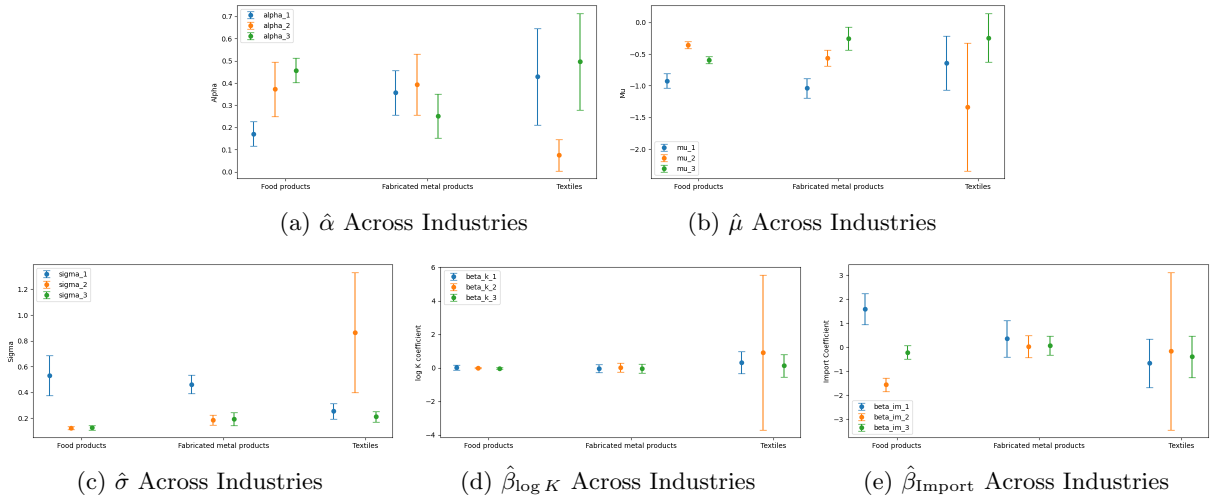 0.7
0.6
0.5
0.4
0.3
0.2
0.1
0.0
Alpha
alpha_1
alpha_2
alpha_3
Food products
Fabricated metal products
Textiles
(a) α̂ Across Industries
0.0
−0.5
−1.0
−1.5
−2.0
Mu
mu_1
mu_2
mu_3
Food products
Fabricated metal products
Textiles
(b) μ̂ Across Industries
1.2
1.0
0.8
0.6
0.4
0.2
Sigma
sigma_1
sigma_2
sigma_3
Food products
Fabricated metal products
Textiles
(c) σ̂ Across Industries
6
4
2
0
−2
−4
log K coefficient
beta_k_1
beta_k_2
beta_k_3
Food products
Fabricated metal products
Textiles
(d) β̂log K Across Industries
3
2
1
0
−1
−2
−3
Import Coefficient
beta_im_1
beta_im_2
beta_im_3
Food products
Fabricated metal products
Textiles
(e) β̂Import Across Industries